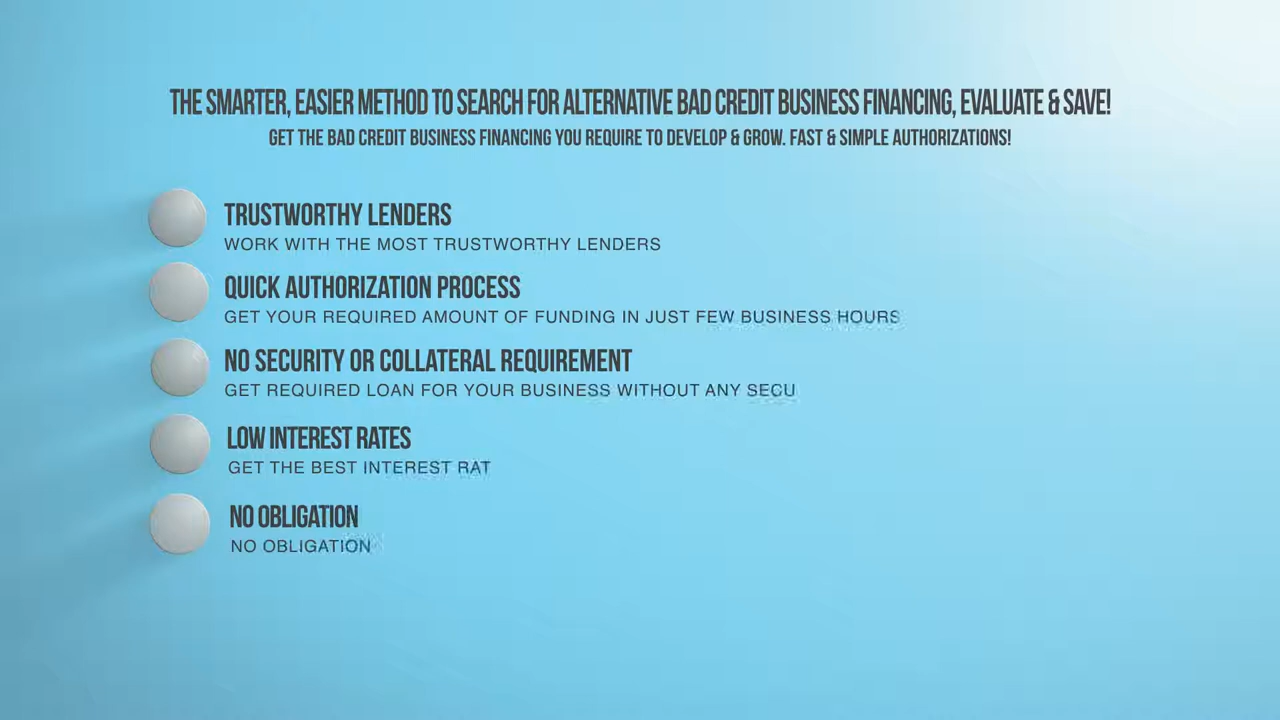 THE SMARTER, EASIER METHOD TO SEARCH FOR ALTERNATIVE BAD CREDIT BUSINESS FINANCING, EVALUATE & SAVE!
GET THE BAD CREDIT BUSINESS FINANCING YOU REQUIRE TO DEVELOP & GROW. FAST & SIMPLE AUTHORIZATIONS!
TRUSTWORTHY LENDERS
WORK WITH THE MOST TRUSTWORTHY LENDERS
QUICK AUTHORIZATION PROCESS
GET YOUR REQUIRED AMOUNT OF FUNDING IN JUST FEW BUSINESS HOURS
NO SECURITY OR COLLATERAL REQUIREMENT
GET REQUIRED LOAN FOR YOUR BUSINESS WITHOUT ANY SECU
LOW INTEREST RATES
GET THE BEST INTEREST RAT
NO OBLIGATION
NO OBLIGATION